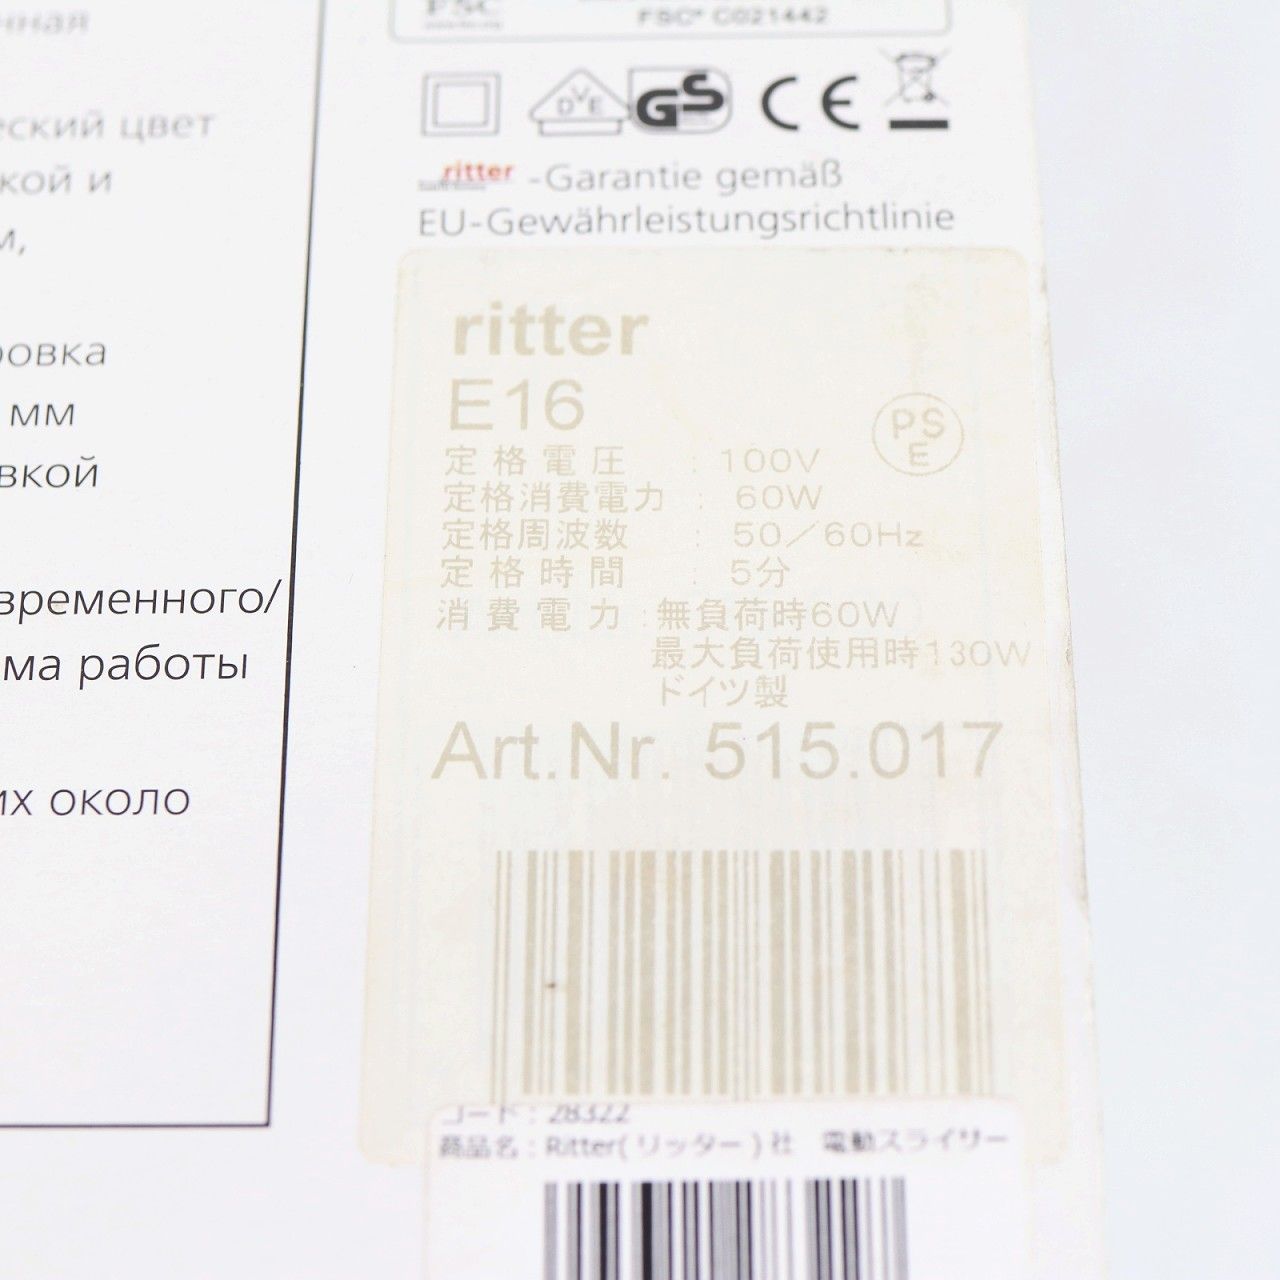 еский цвет
кой и
м,
ровка
мм
вкой
временного/
ма работы
их около
FSC
FSC® C021442
DVE GS CE
ritter -Garantie gemäß
EU-Gewährleistungsrichtlinie
ritter
E16
PSE
定格電圧 : 100V
定格消費電力 : 60W
定格周波数 : 50/60Hz
定格時間 : 5分
消費電力 : 無負荷時60W
最大負荷使用時130W
ドイツ製
Art.Nr. 515.017
コード : 28322
商品名 : Ritter(リッター)社 電動スライサー